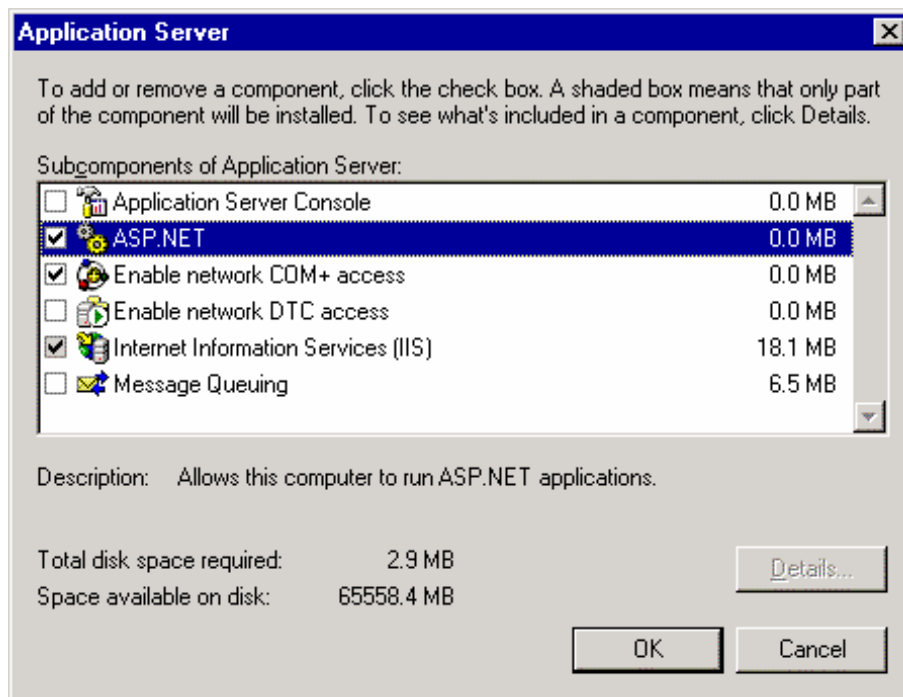 Application Server
To add or remove a component, click the check box. A shaded box means that only part
of the component will be installed. To see what's included in a component, click Details.
Subcomponents of Application Server:
Application Server Console 0.0 MB
ASP.NET 0.0 MB
Enable network COM+ access 0.0 MB
Enable network DTC access 0.0 MB
Internet Information Services (IIS) 18.1 MB
Message Queuing 6.5 MB
Description: Allows this computer to run ASP.NET applications.
Total disk space required: 2.9 MB
Details...
Space available on disk: 65558.4 MB
OK Cancel